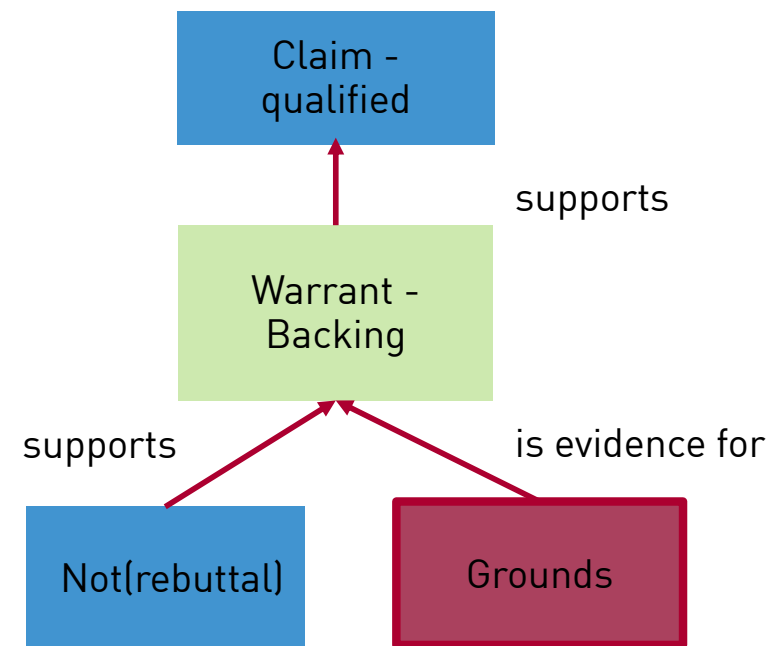 Claim -
qualified
supports
Warrant -
Backing
supports
is evidence for
Not(rebuttal)
Grounds